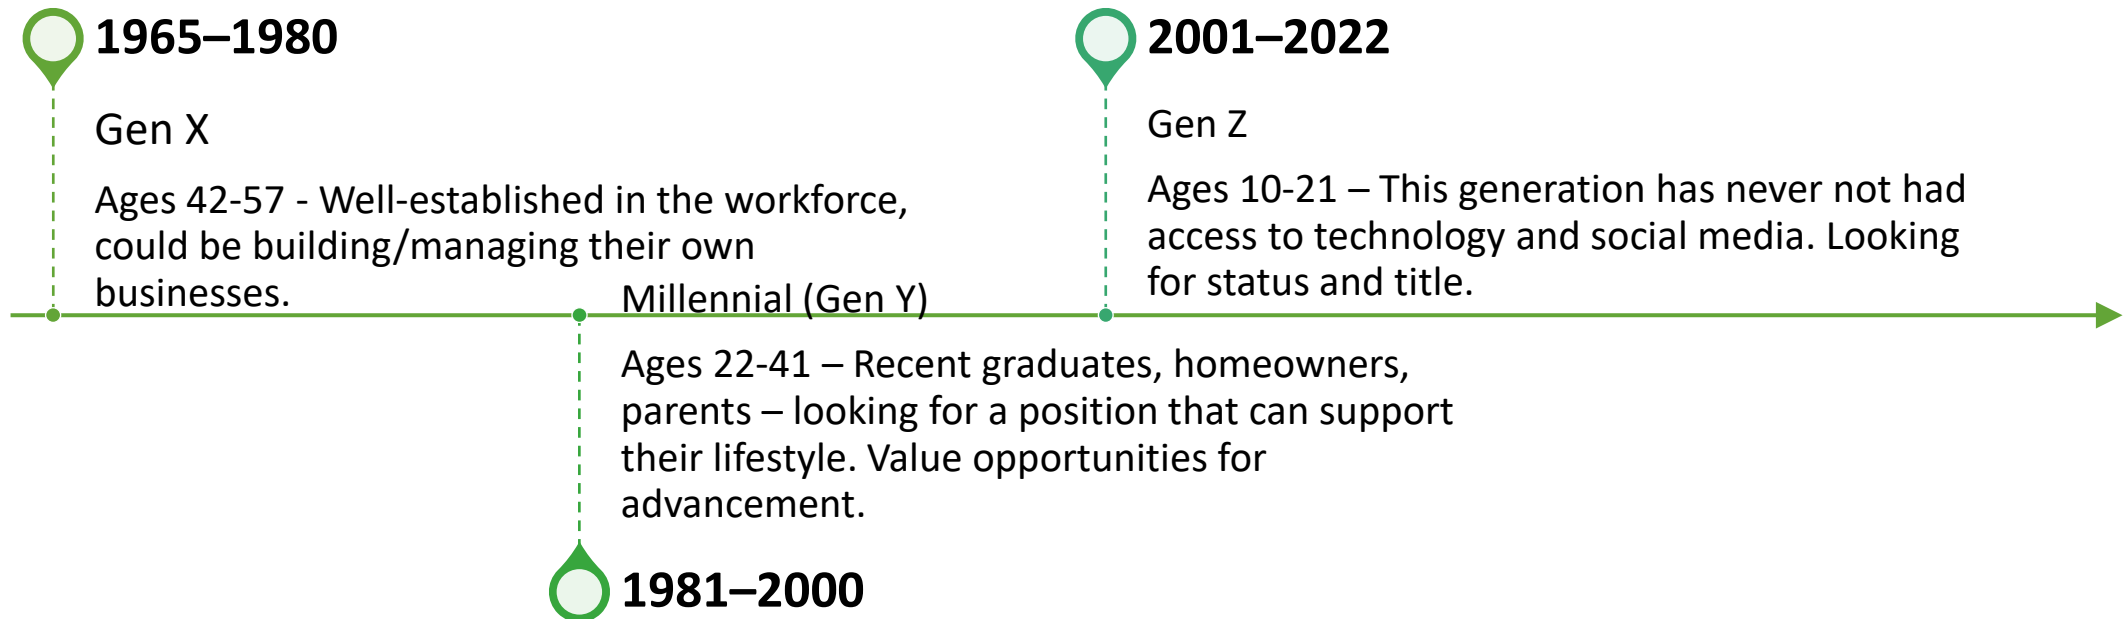 1965–1980
Gen X
Ages 42-57 - Well-established in the workforce,
could be building/managing their own
businesses.
Millennial (Gen Y)
Ages 22-41 – Recent graduates, homeowners,
parents – looking for a position that can support
their lifestyle. Value opportunities for
advancement.
1981–2000
2001–2022
Gen Z
Ages 10-21 – This generation has never not had
access to technology and social media. Looking
for status and title.